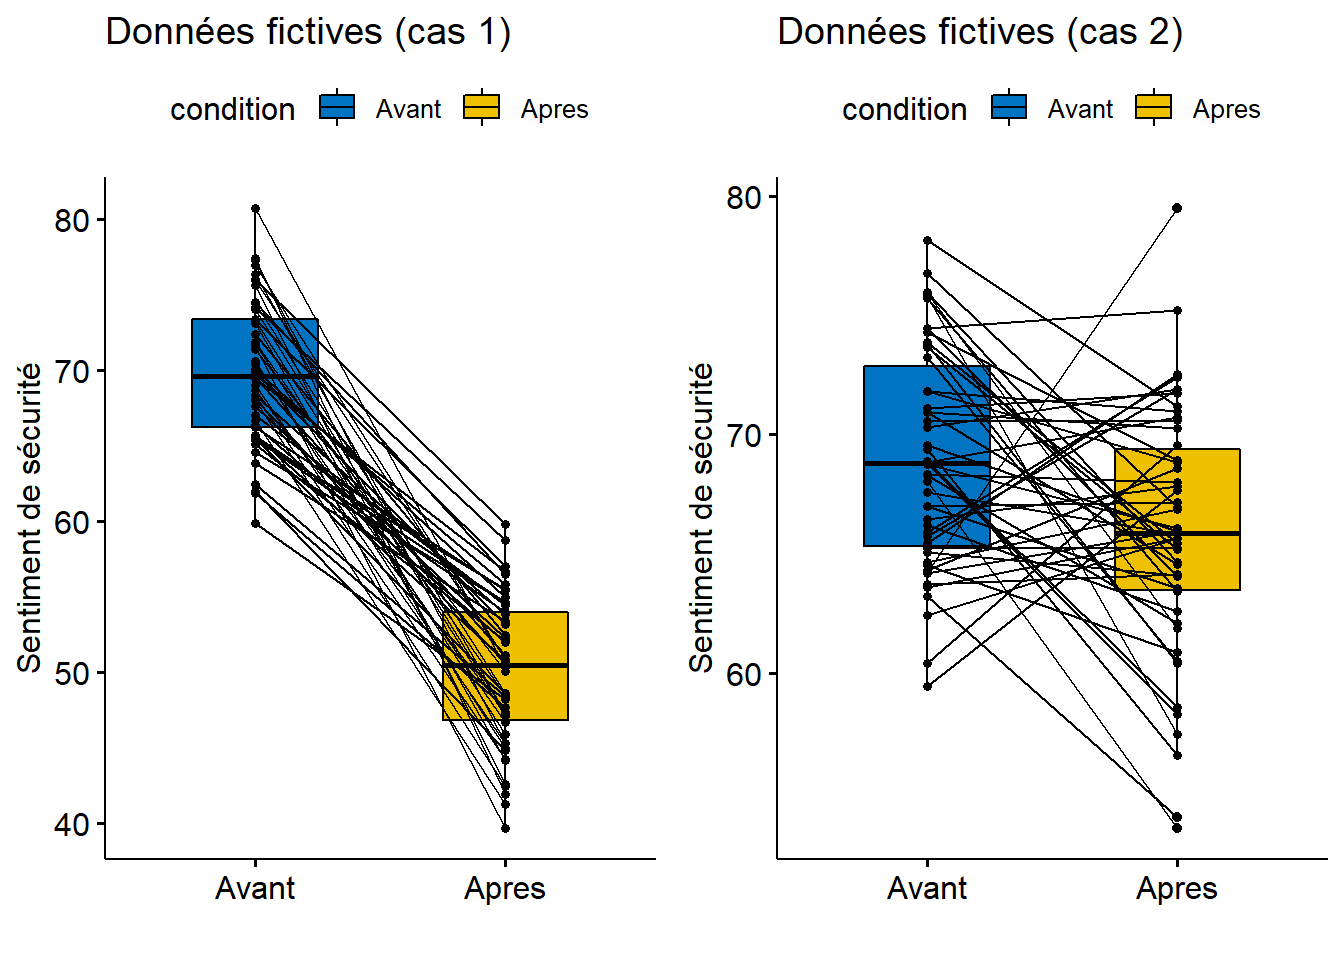 Données fictives (cas 1)
condition Avant Apres
Sentiment de sécurité
80
70
60
50
40
Avant Apres
Données fictives (cas 2)
condition Avant Apres
Sentiment de sécurité
80
70
60
Avant Apres